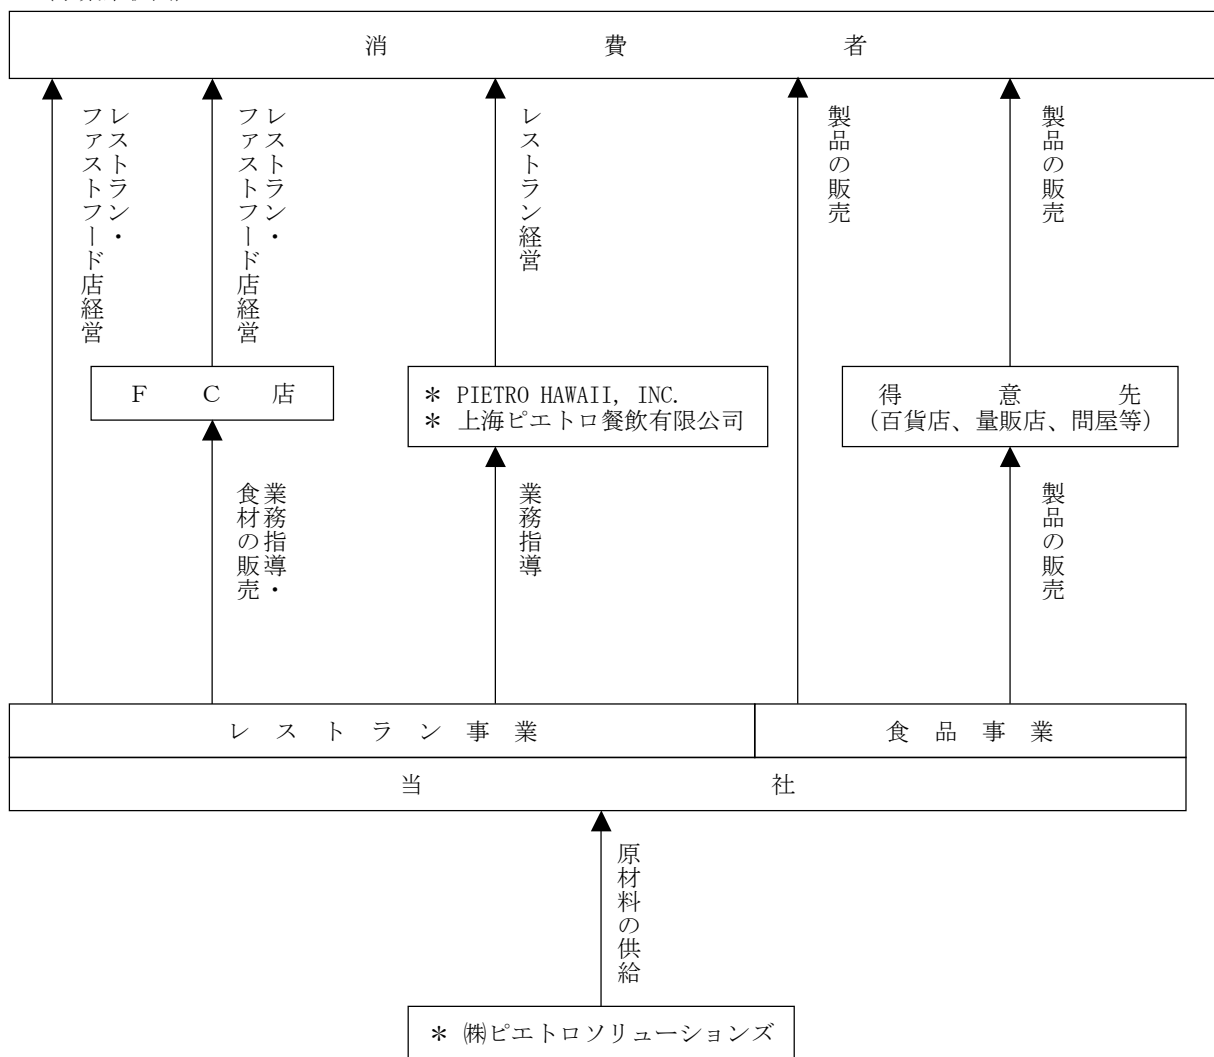 消費者
レストラン・
ファストフード店経営
レストラン・
ファストフード店経営
レストラン経営
製品の販売
製品の販売
FC店
＊ PIETRO HAWAII, INC.
＊ 上海ピエトロ餐飲有限公司
得意先
(百貨店、量販店、問屋等)
業務指導・
食材の販売
業務指導
製品の販売
レストラン事業
食品事業
当社
原材料の供給
＊ ㈱ピエトロソリューションズ